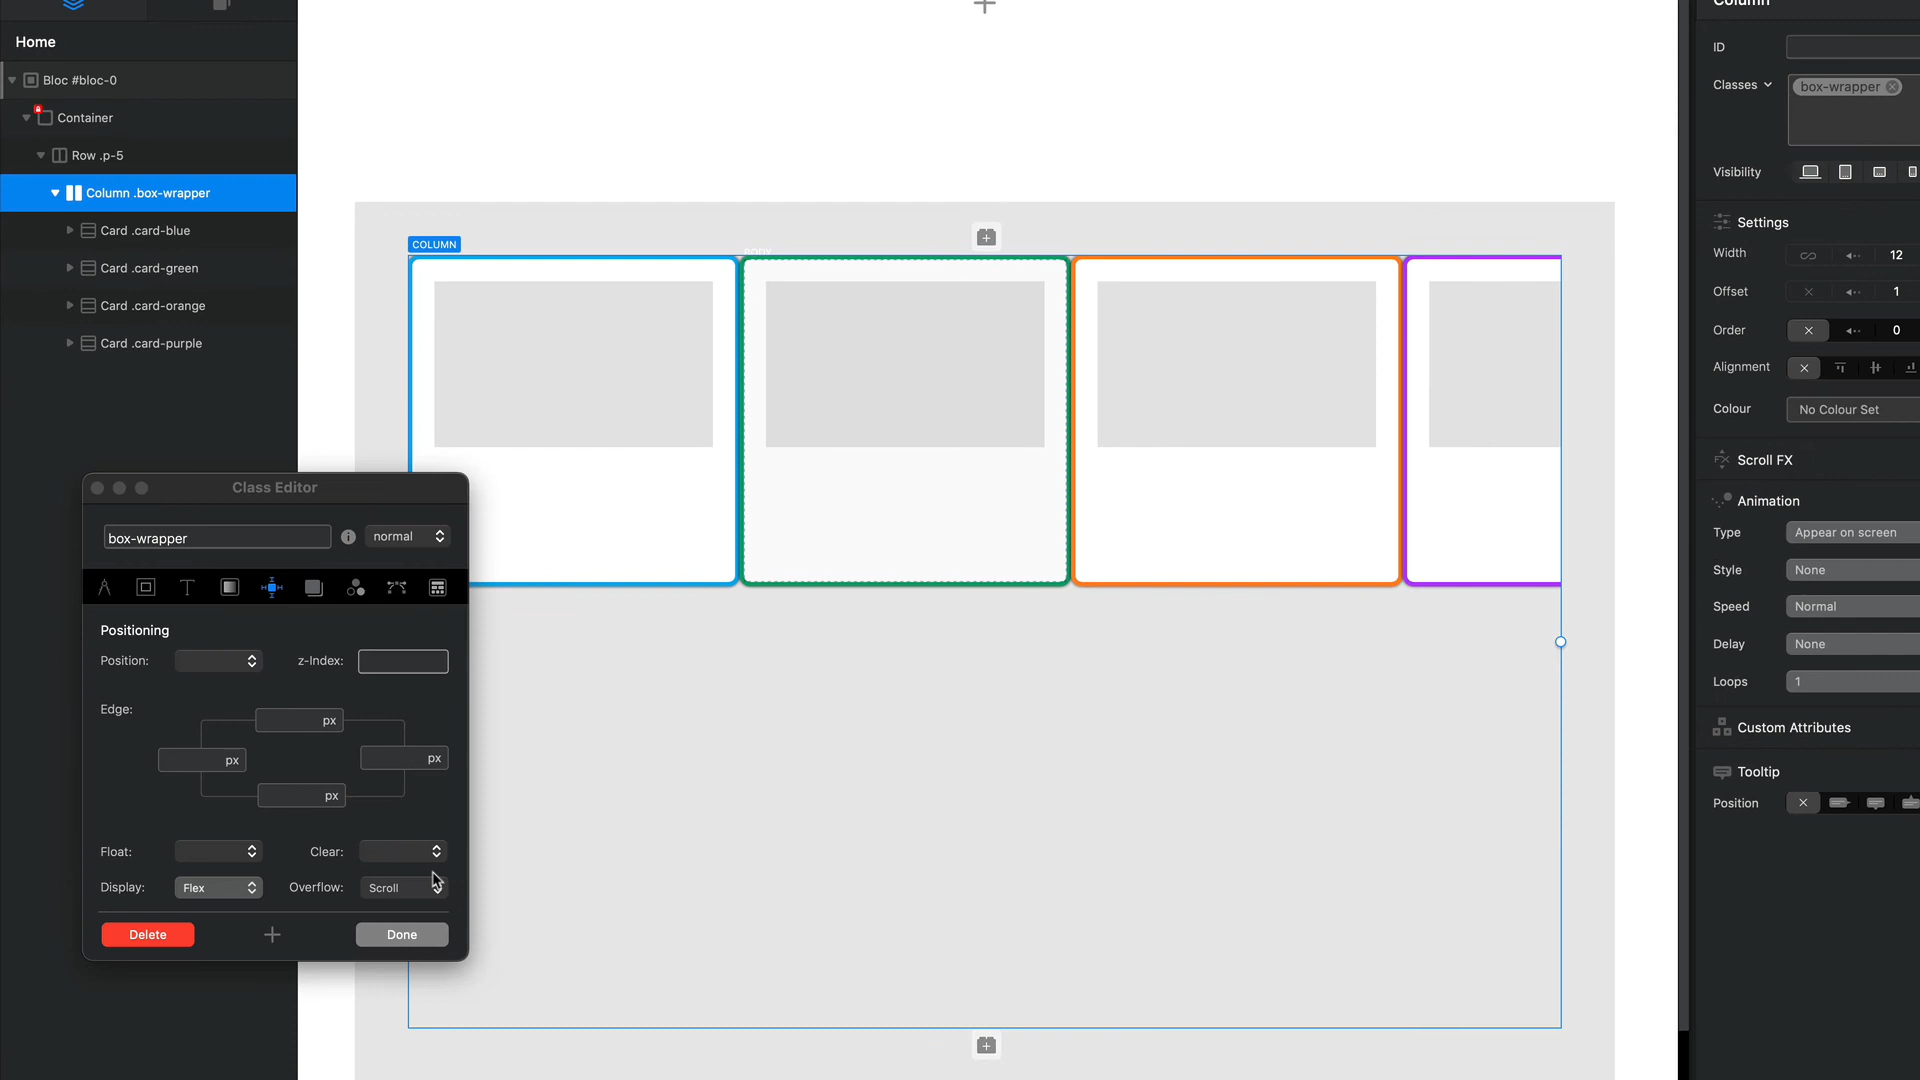 Home
Bloc #bloc-0
Container
Row .p-5
Column .box-wrapper
Card .card-blue
Card .card-green
Card .card-orange
Card .card-purple
COLUMN
BODY
Class Editor
box-wrapper
normal
Positioning
Position:
z-Index:
Edge:
px
px
px
px
Float:
Clear:
Display:
Flex
Overflow:
Scroll
Delete
Done
Column
ID
Classes
box-wrapper
Visibility
Settings
Width
12
Offset
1
Order
0
Alignment
Colour
No Colour Set
Scroll FX
Animation
Type
Appear on screen
Style
None
Speed
Normal
Delay
None
Loops
1
Custom Attributes
Tooltip
Position